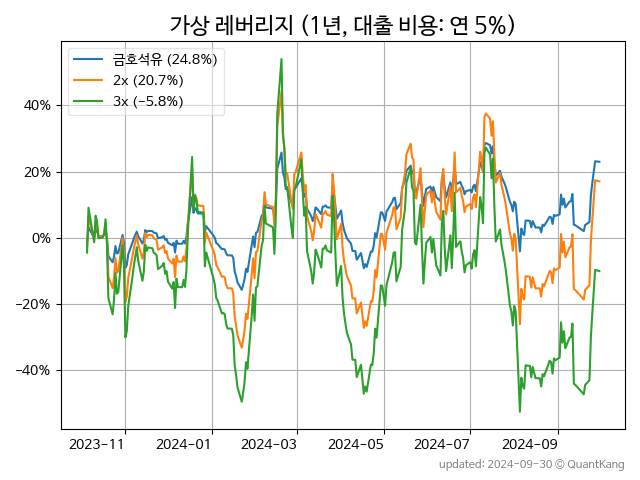 가상 레버리지 (1년, 대출 비용: 연 5%)
금호석유 (24.8%)
2x (20.7%)
3x (−5.8%)
40%
20%
0%
−20%
−40%
2023-11 2024-01 2024-03 2024-05 2024-07 2024-09
updated: 2024-09-30 © QuantKang